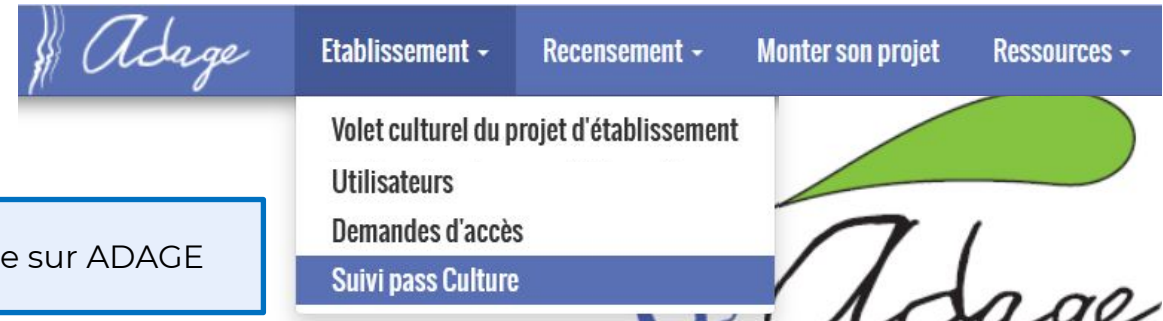 Adage
Etablissement
Recensement
Monter son projet
Ressources
Volet culturel du projet d'établissement
Utilisateurs
Demandes d'accès
Suivi pass Culture
e sur ADAGE
Adage